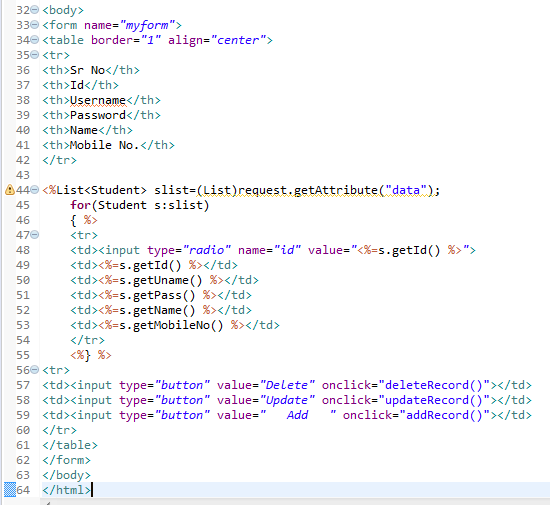 32 <body>
33 <form name="myform">
34 <table border="1" align="center">
35 <tr>
36 <th>Sr No</th>
37 <th>Id</th>
38 <th>Username</th>
39 <th>Password</th>
40 <th>Name</th>
41 <th>Mobile No.</th>
42 </tr>
43
44 <%List<Student> slist=(List)request.getAttribute("data");
45     for(Student s:slist)
46     { %>
47     <tr>
48     <td><input type="radio" name="id" value="<%=s.getId() %>">
49     <td><%=s.getId() %></td>
50     <td><%=s.getUname() %></td>
51     <td><%=s.getPass() %></td>
52     <td><%=s.getName() %></td>
53     <td><%=s.getMobileNo() %></td>
54     </tr>
55     <%} %>
56 <tr>
57 <td><input type="button" value="Delete" onclick="deleteRecord()"></td>
58 <td><input type="button" value="Update" onclick="updateRecord()"></td>
59 <td><input type="button" value="   Add   " onclick="addRecord()"></td>
60 </tr>
61 </table>
62 </form>
63 </body>
64 </html>